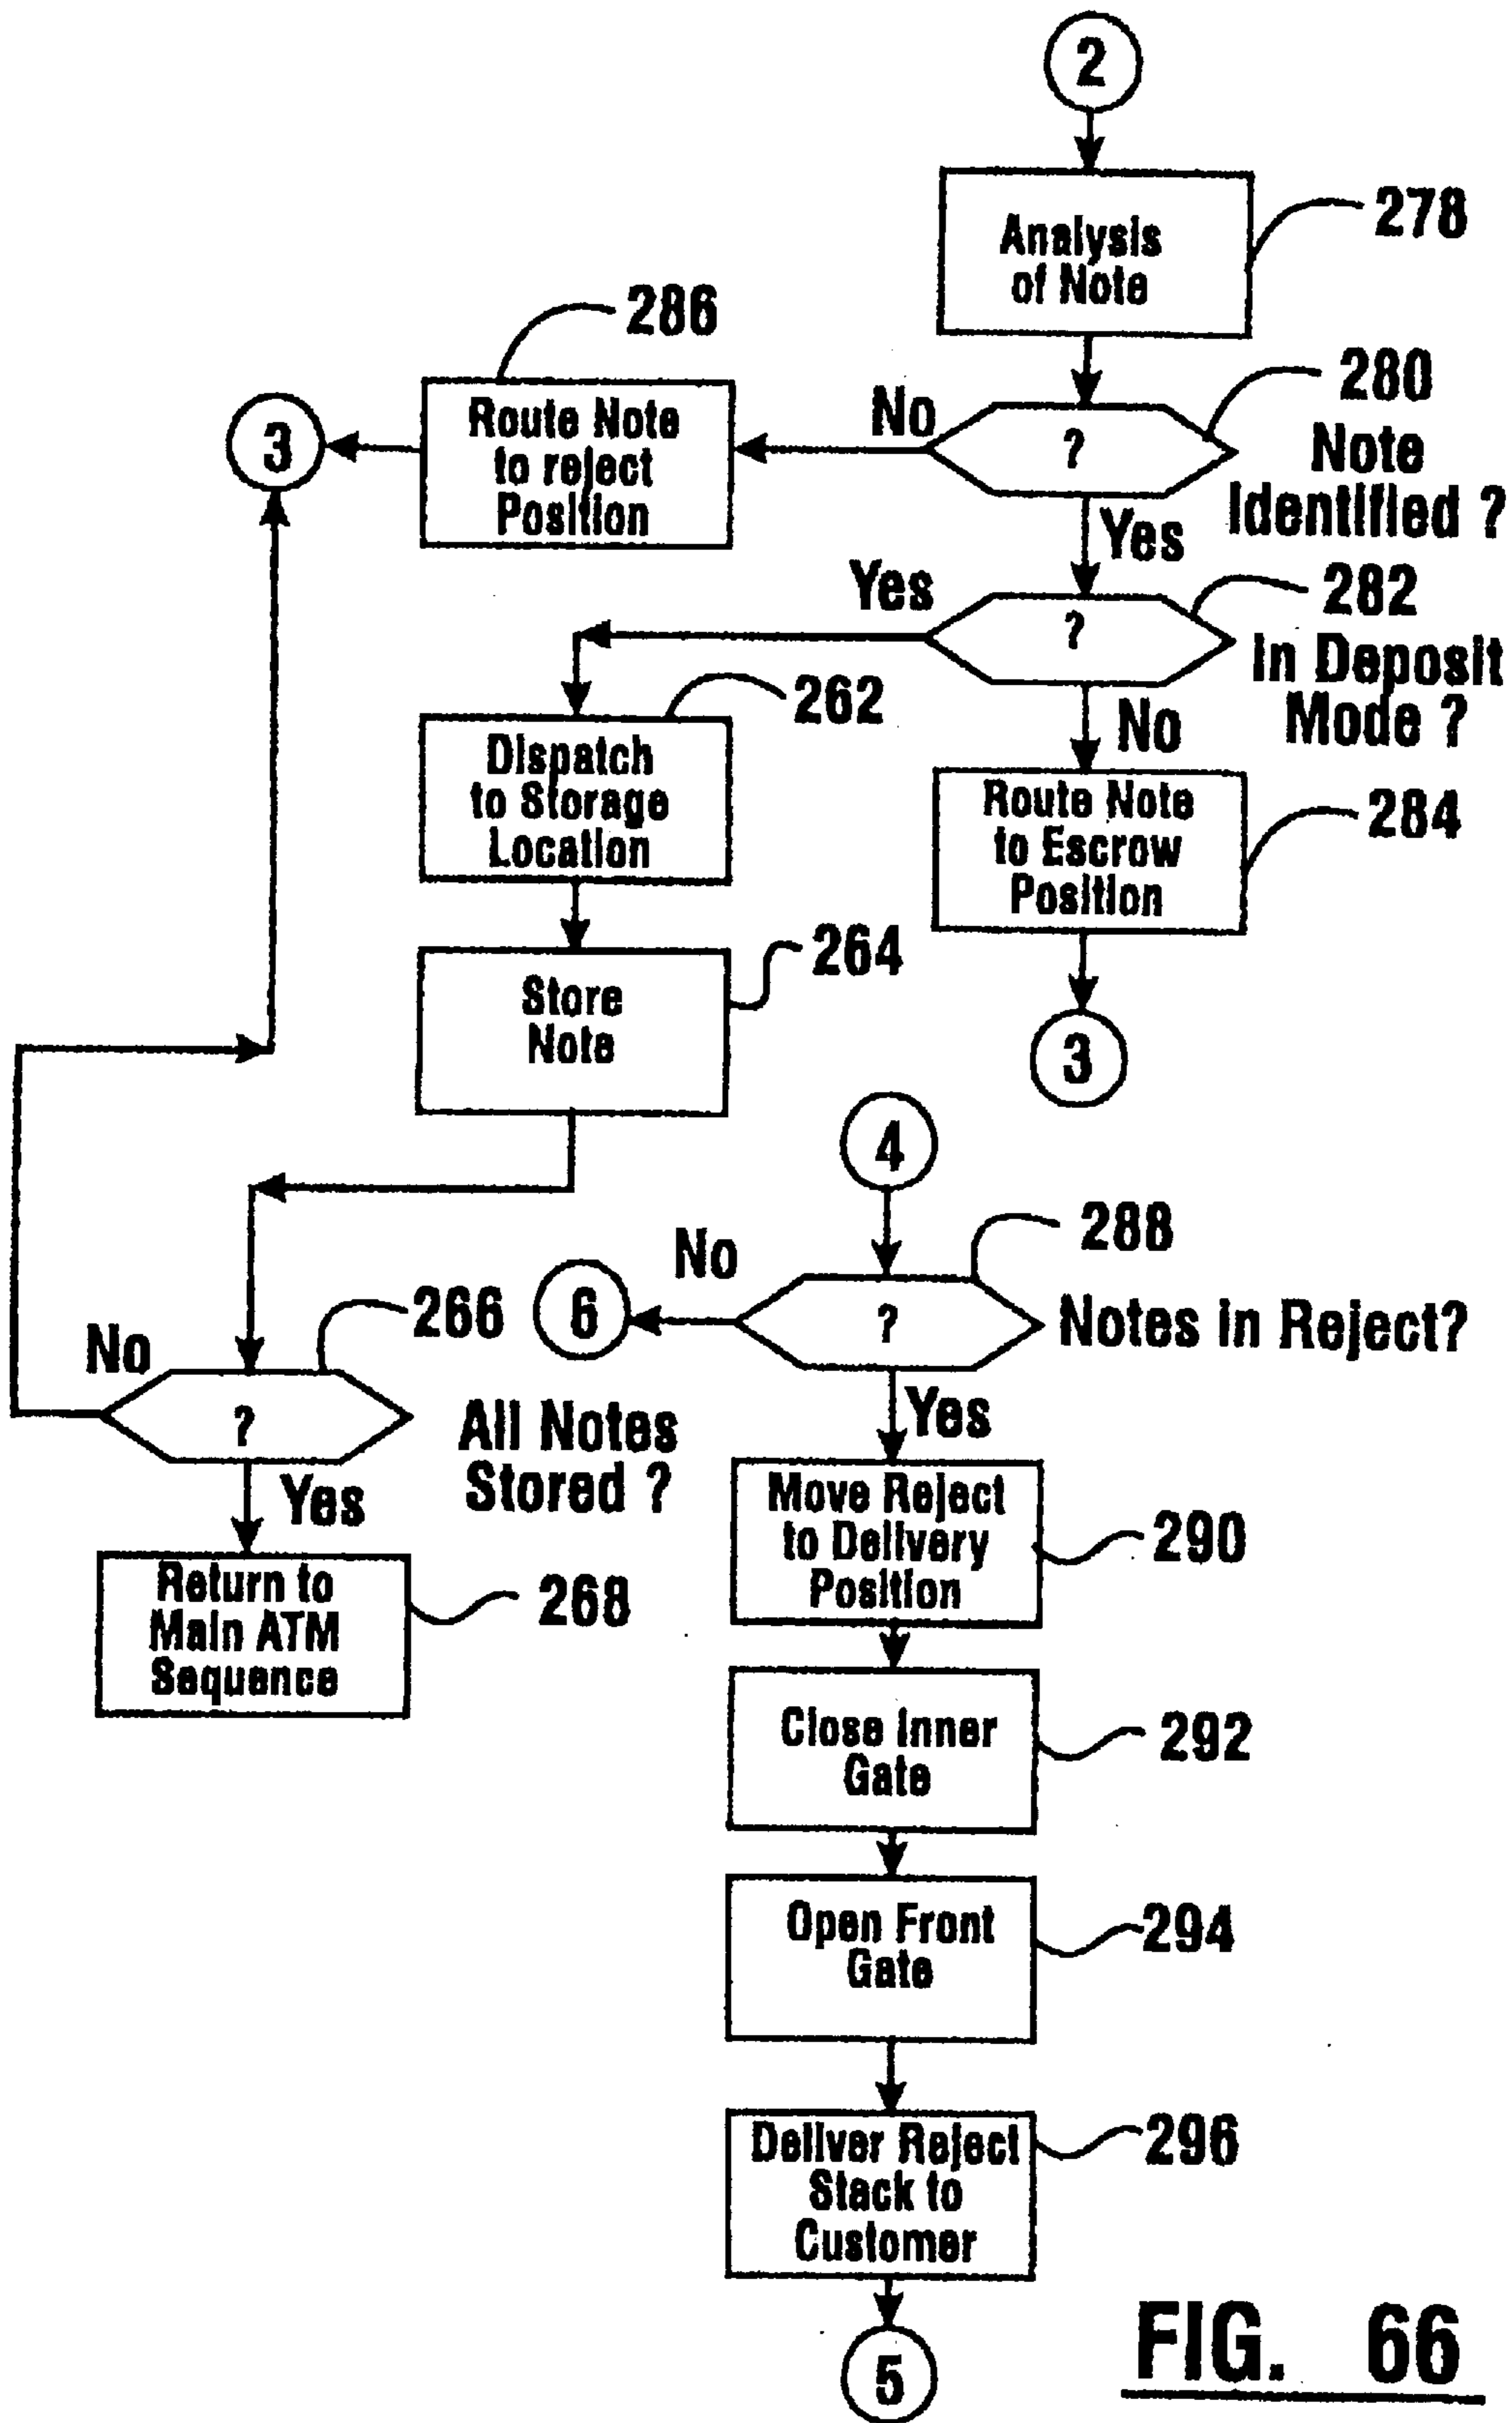 2
Analysis
of Note
278
286
280
Route Note
to reject
Position
3
No
?
Note
Identified ?
Yes
Yes
282
?
In Deposit
Mode ?
262
No
Dispatch
to Storage
Location
Route Note
to Escrow
Position
284
264
Store
Note
3
4
288
No
6
?
Notes in Reject?
266
No
?
All Notes
Stored ?
Yes
Yes
Move Reject
to Delivery
Position
290
Return to
Main ATM
Sequence
268
Close Inner
Gate
292
Open Front
Gate
294
Deliver Reject
Stack to
Customer
296
5
FIG. 66